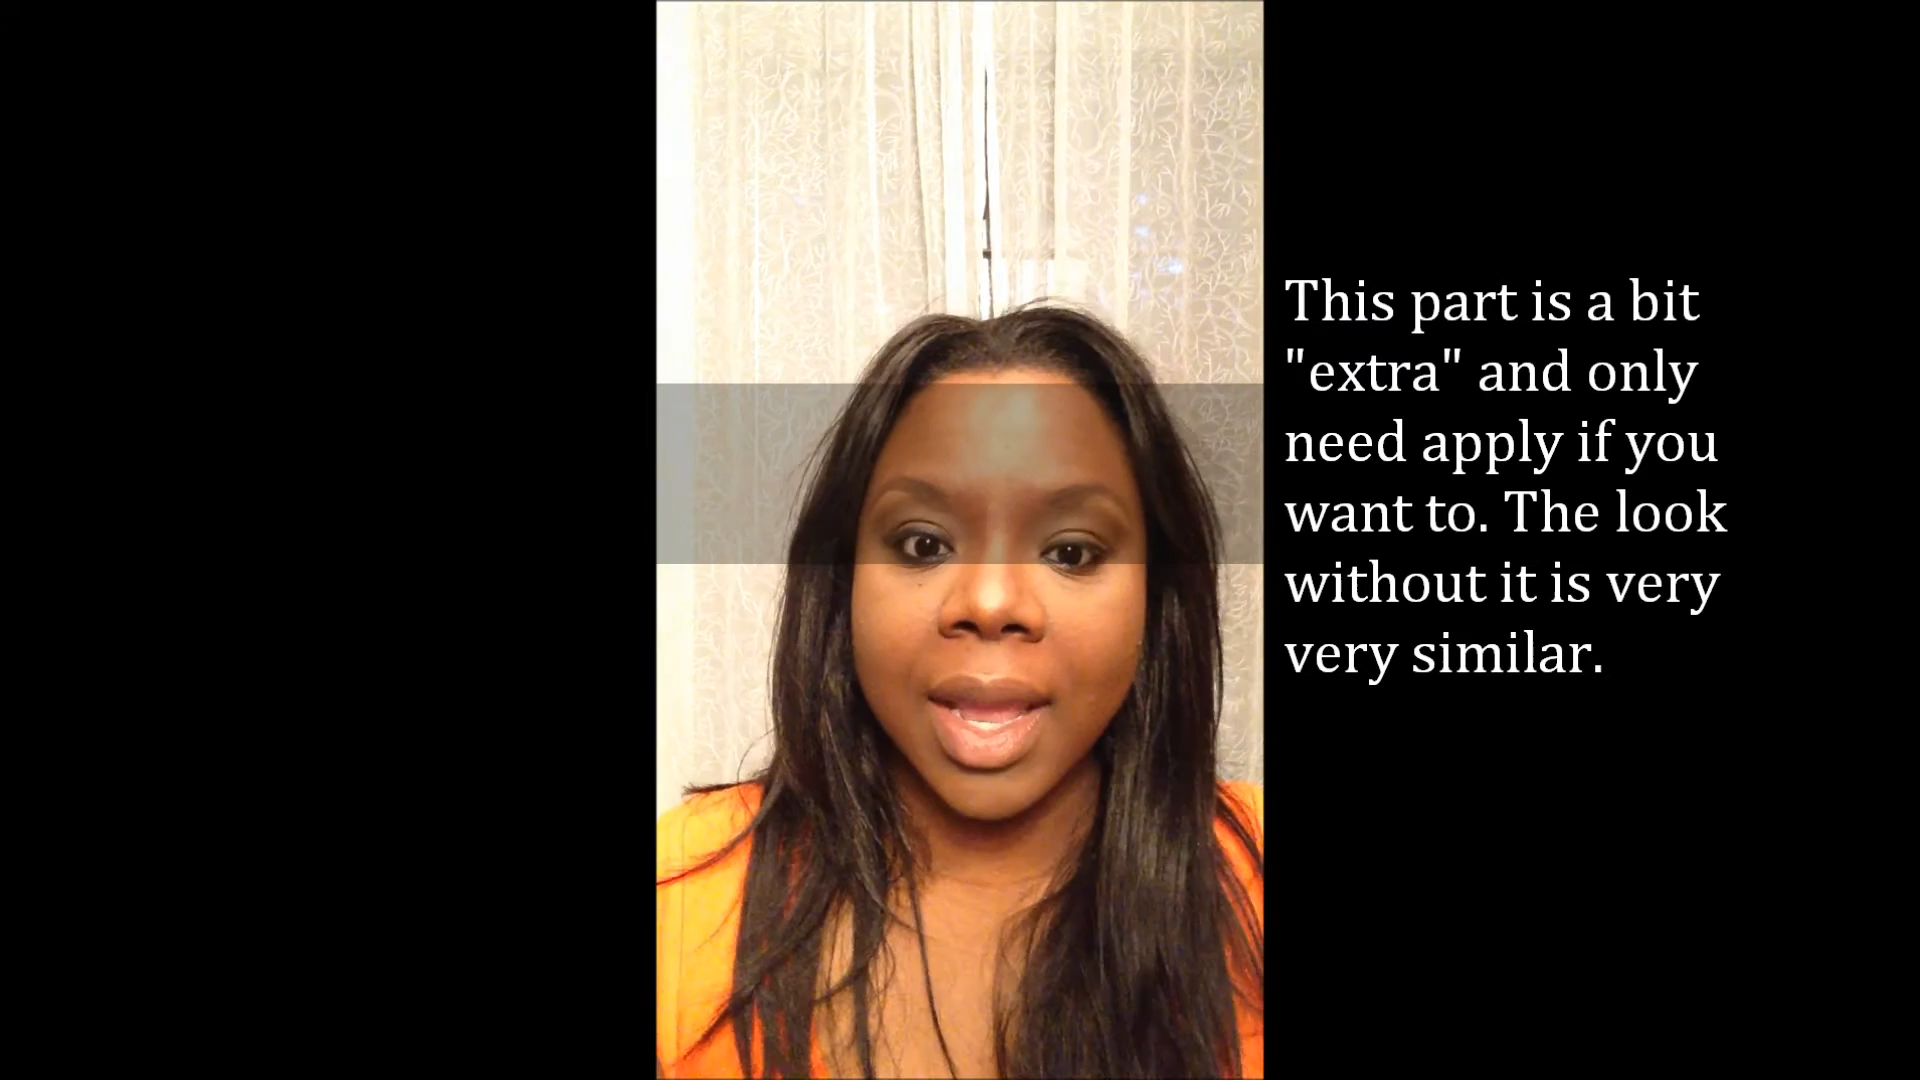 This part is a bit
"extra" and only
need apply if you
want to. The look
without it is very
very similar.